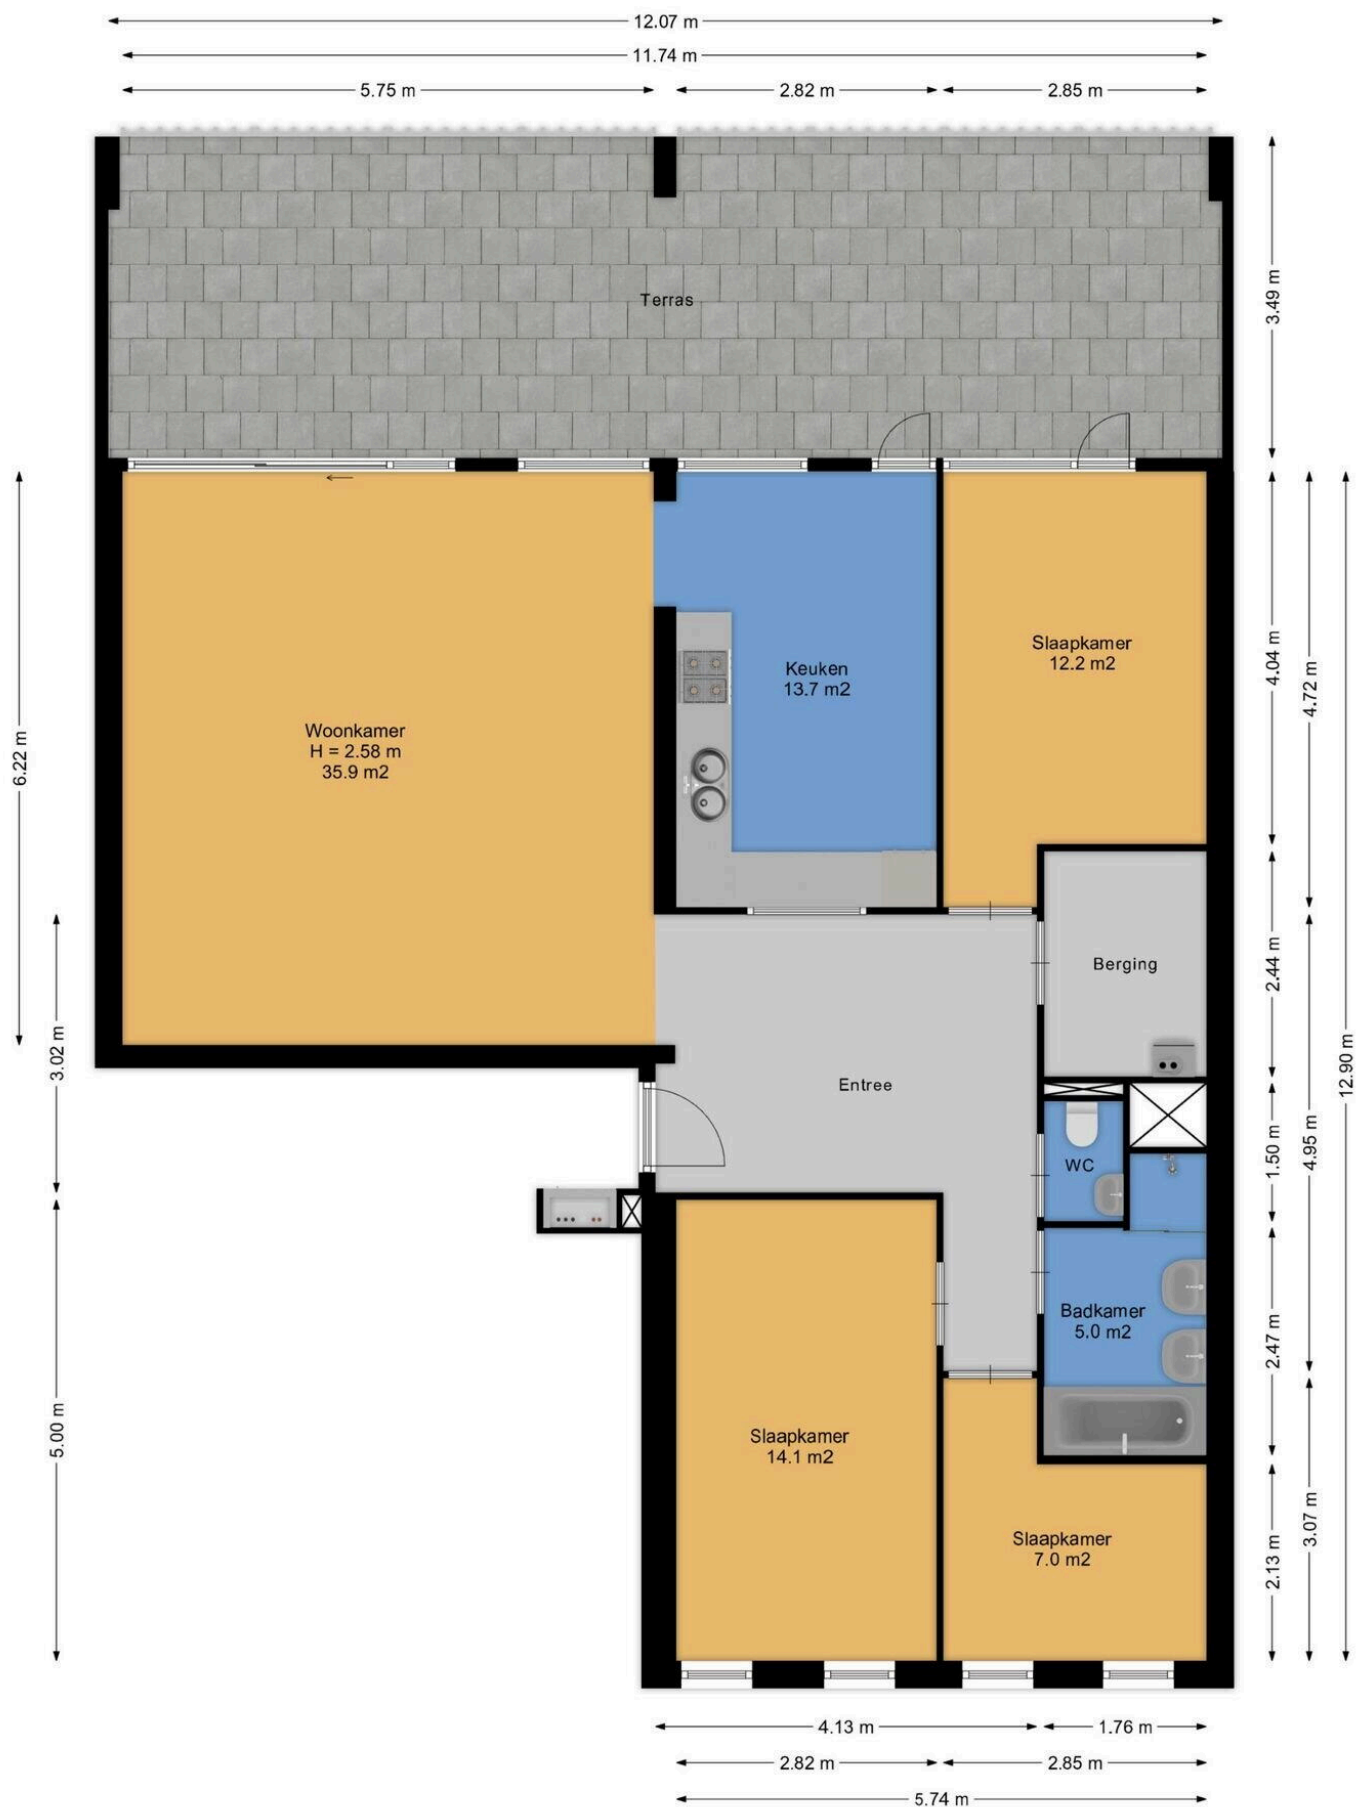 12.07 m
11.74 m
5.75 m
2.82 m
2.85 m
Terras
3.49 m
6.22 m
3.02 m
5.00 m
Woonkamer
H = 2.58 m
35.9 m2
Keuken
13.7 m2
Slaapkamer
12.2 m2
4.04 m
4.72 m
12.90 m
Berging
2.44 m
Entree
WC
1.50 m
4.95 m
Badkamer
5.0 m2
2.47 m
Slaapkamer
14.1 m2
Slaapkamer
7.0 m2
2.13 m
3.07 m
4.13 m
1.76 m
2.82 m
2.85 m
5.74 m